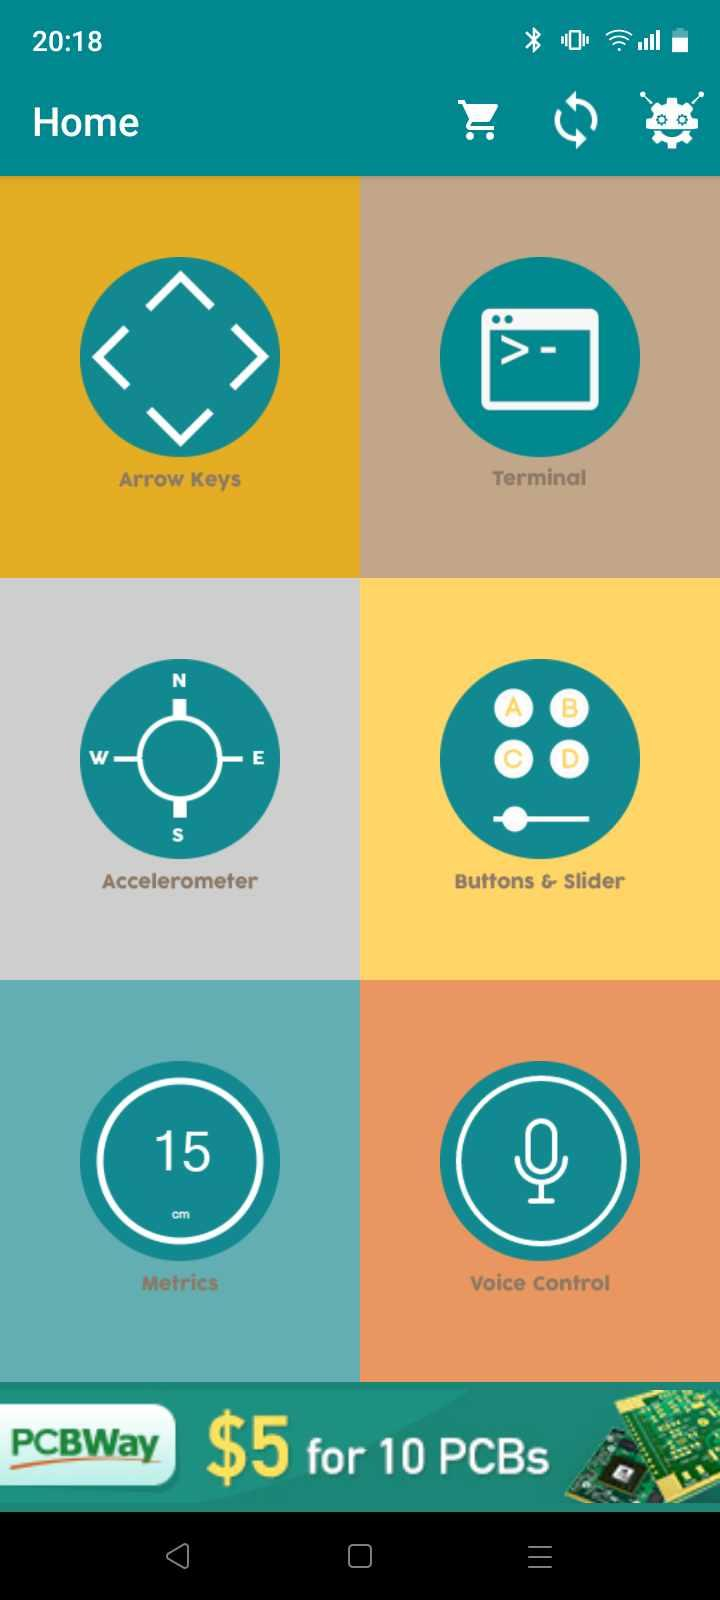 20:18
Home
>-
Arrow Keys
Terminal
N
W E
S
A B
C D
Accelerometer
Buttons & Slider
15
cm
Metrics
Voice Control
PCBWay $5 for 10 PCBs